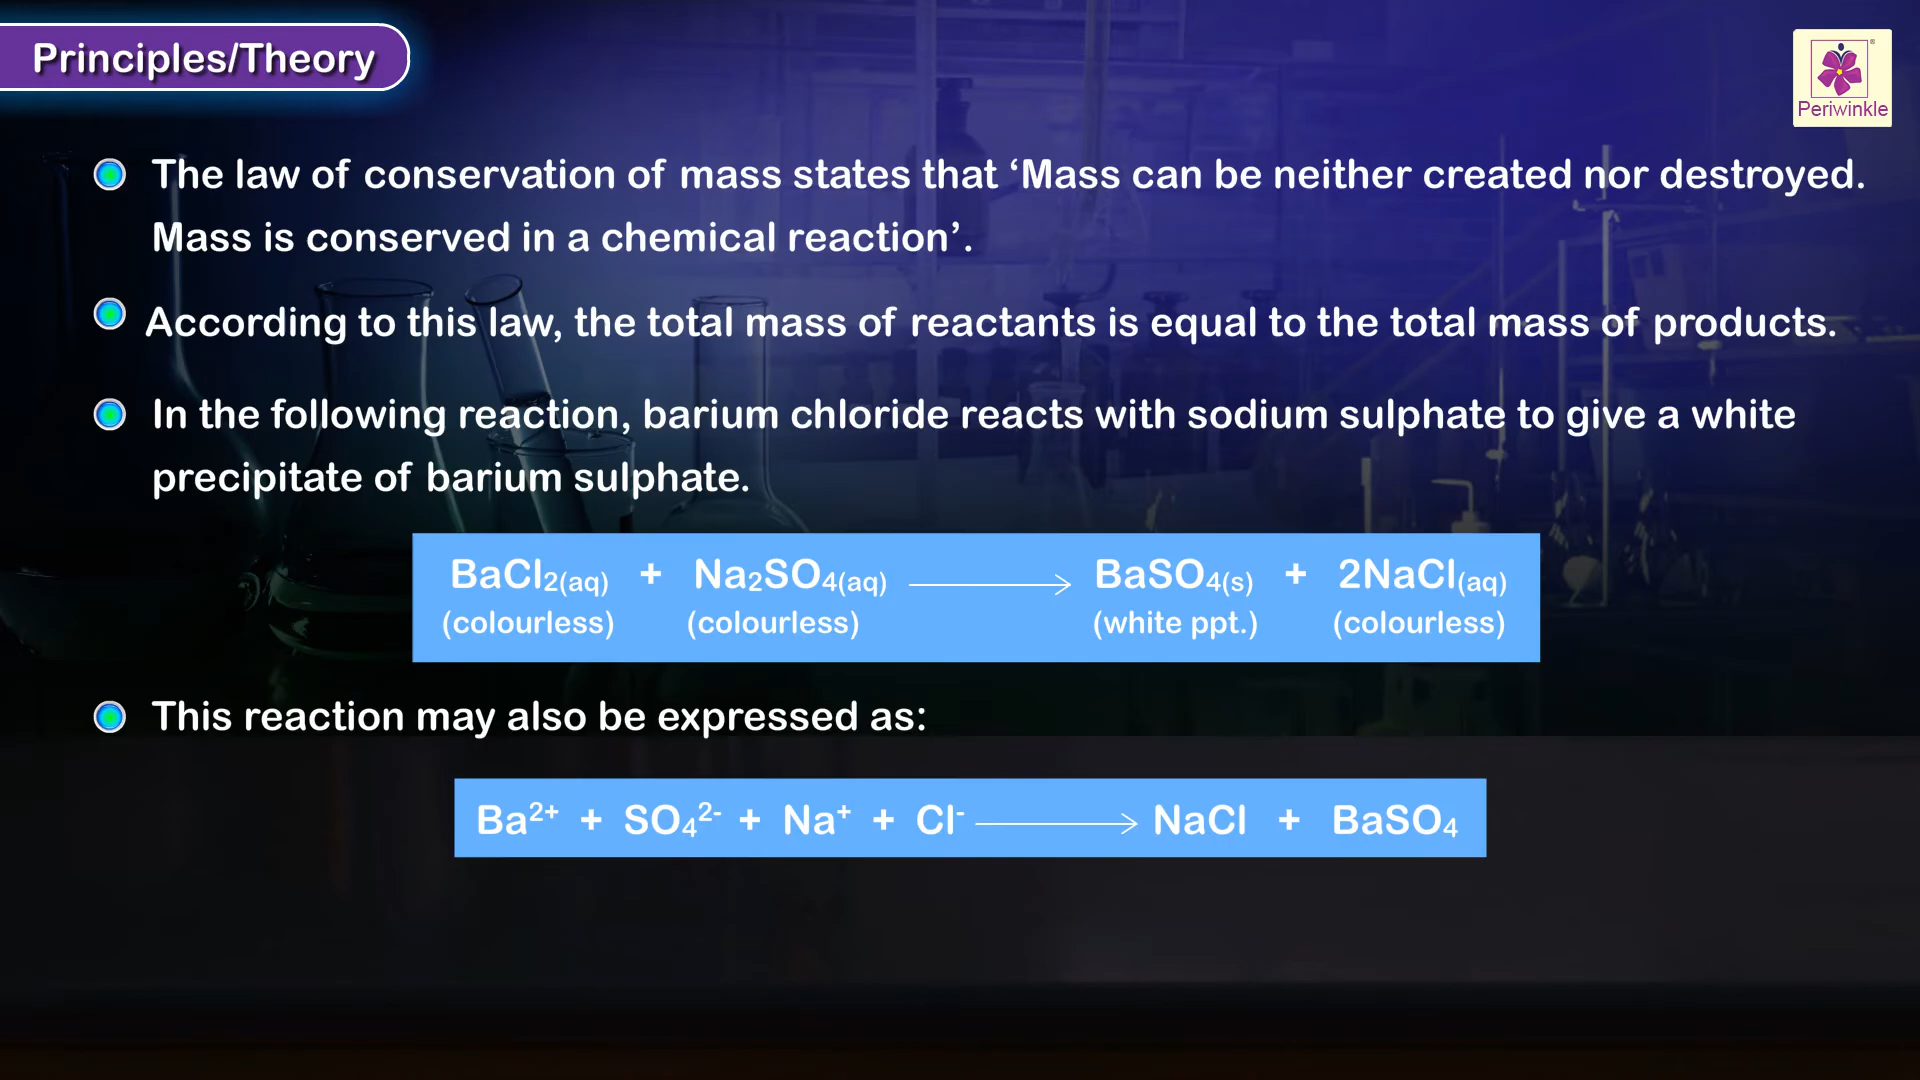 Principles/Theory
®
Periwinkle
The law of conservation of mass states that ‘Mass can be neither created nor destroyed.
Mass is conserved in a chemical reaction’.
According to this law, the total mass of reactants is equal to the total mass of products.
In the following reaction, barium chloride reacts with sodium sulphate to give a white
precipitate of barium sulphate.
BaCl₂(aq) + Na₂SO₄(aq) ⟶ BaSO₄(s) + 2NaCl(aq)
(colourless) (colourless) (white ppt.) (colourless)
This reaction may also be expressed as:
Ba²⁺ + SO₄²⁻ + Na⁺ + Cl⁻ ⟶ NaCl + BaSO₄